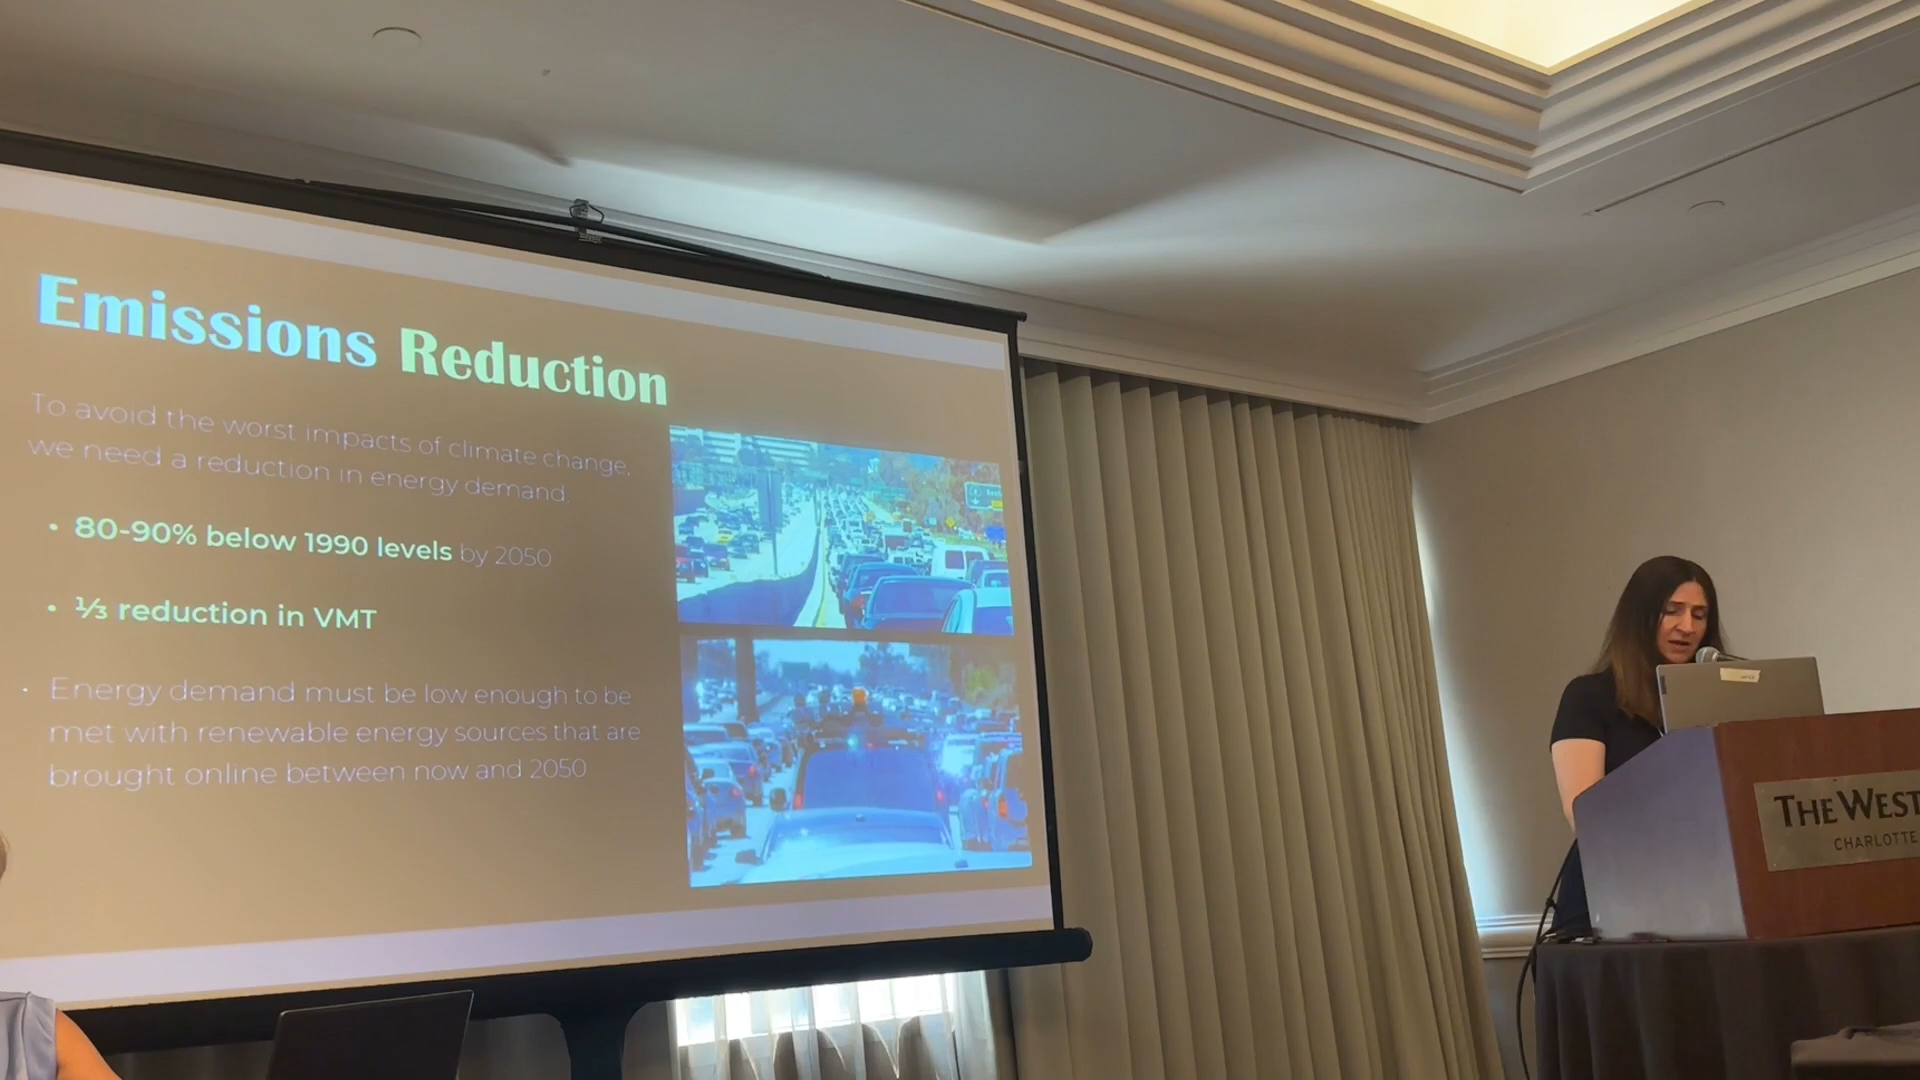 Emissions Reduction
To avoid the worst impacts of climate change,
we need a reduction in energy demand.
• 80-90% below 1990 levels by 2050
• ⅓ reduction in VMT
• Energy demand must be low enough to be
met with renewable energy sources that are
brought online between now and 2050
THE WEST
CHARLOTTE